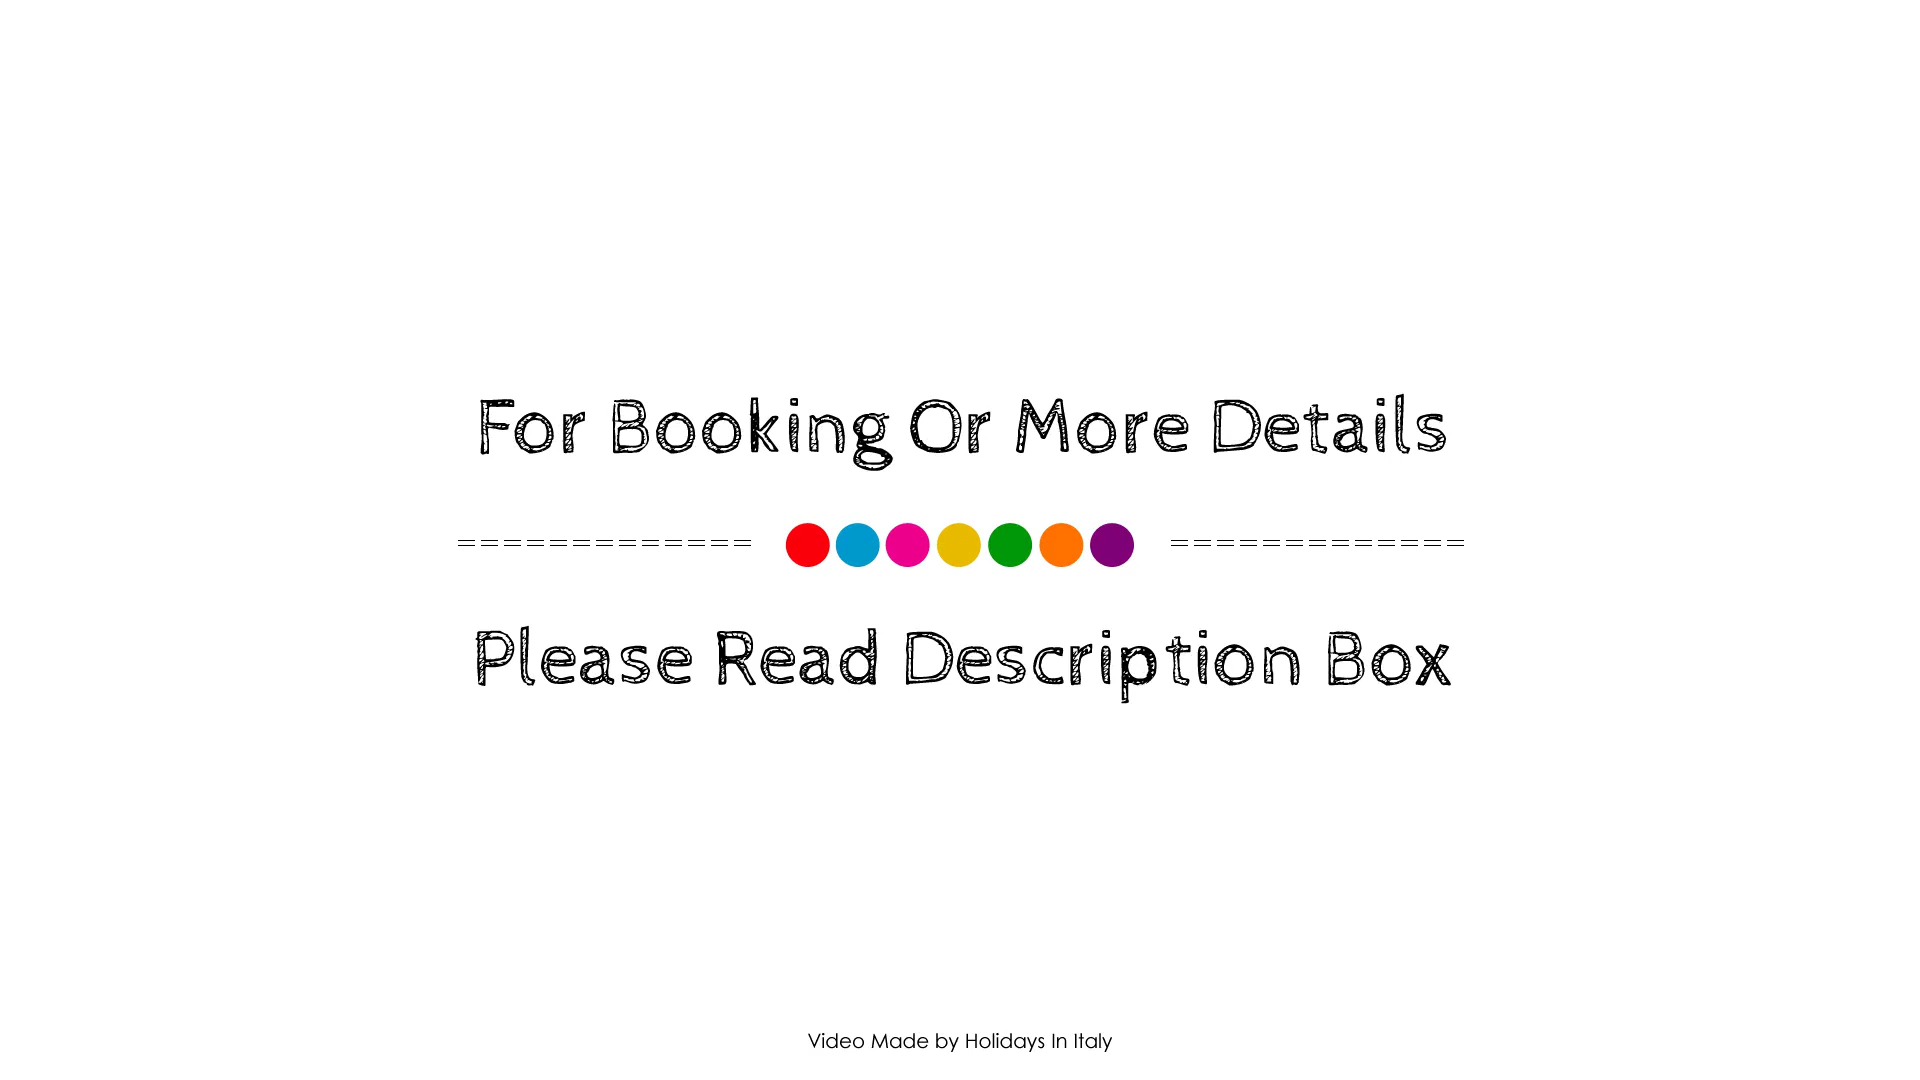 For Booking Or More Details
============= =============
Please Read Description Box
Video Made by Holidays In Italy